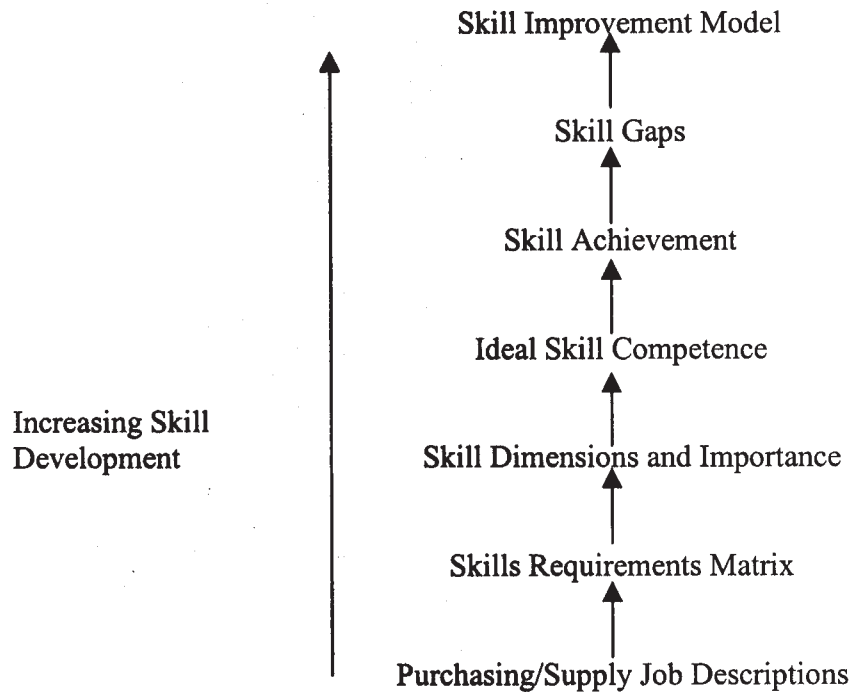 Skill Improvement Model
Skill Gaps
Skill Achievement
Ideal Skill Competence
Increasing Skill
Development
Skill Dimensions and Importance
Skills Requirements Matrix
Purchasing/Supply Job Descriptions